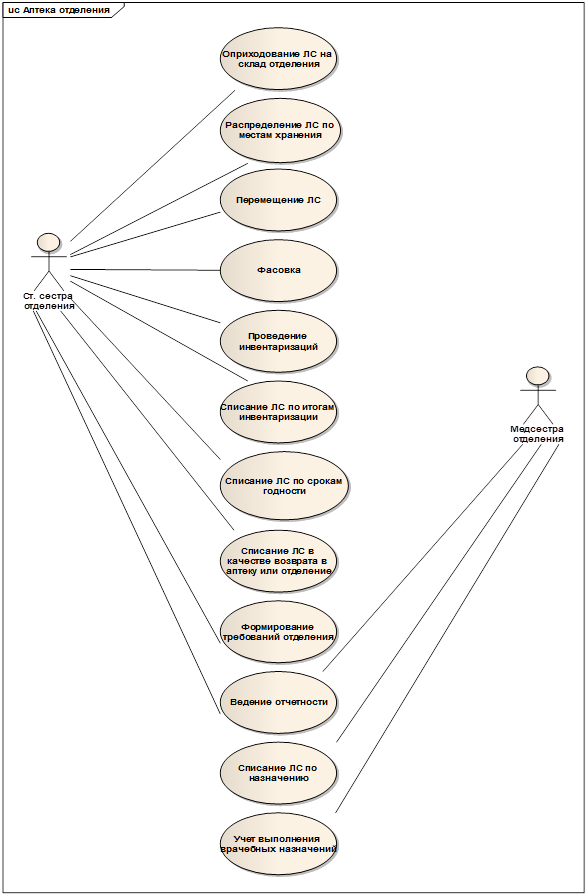 uc Аптека отделения
Оприходование ЛС на
склад отделения
Распределение ЛС по
местам хранения
Перемещение ЛС
Фасовка
Ст. сестра
отделения
Проведение
инвентаризаций
Списание ЛС по итогам
инвентаризации
Медсестра
отделения
Списание ЛС по срокам
годности
Списание ЛС в
качестве возврата в
аптеку или отделение
Формирование
требований отделения
Ведение отчетности
Списание ЛС по
назначению
Учет выполнения
врачебных назначений